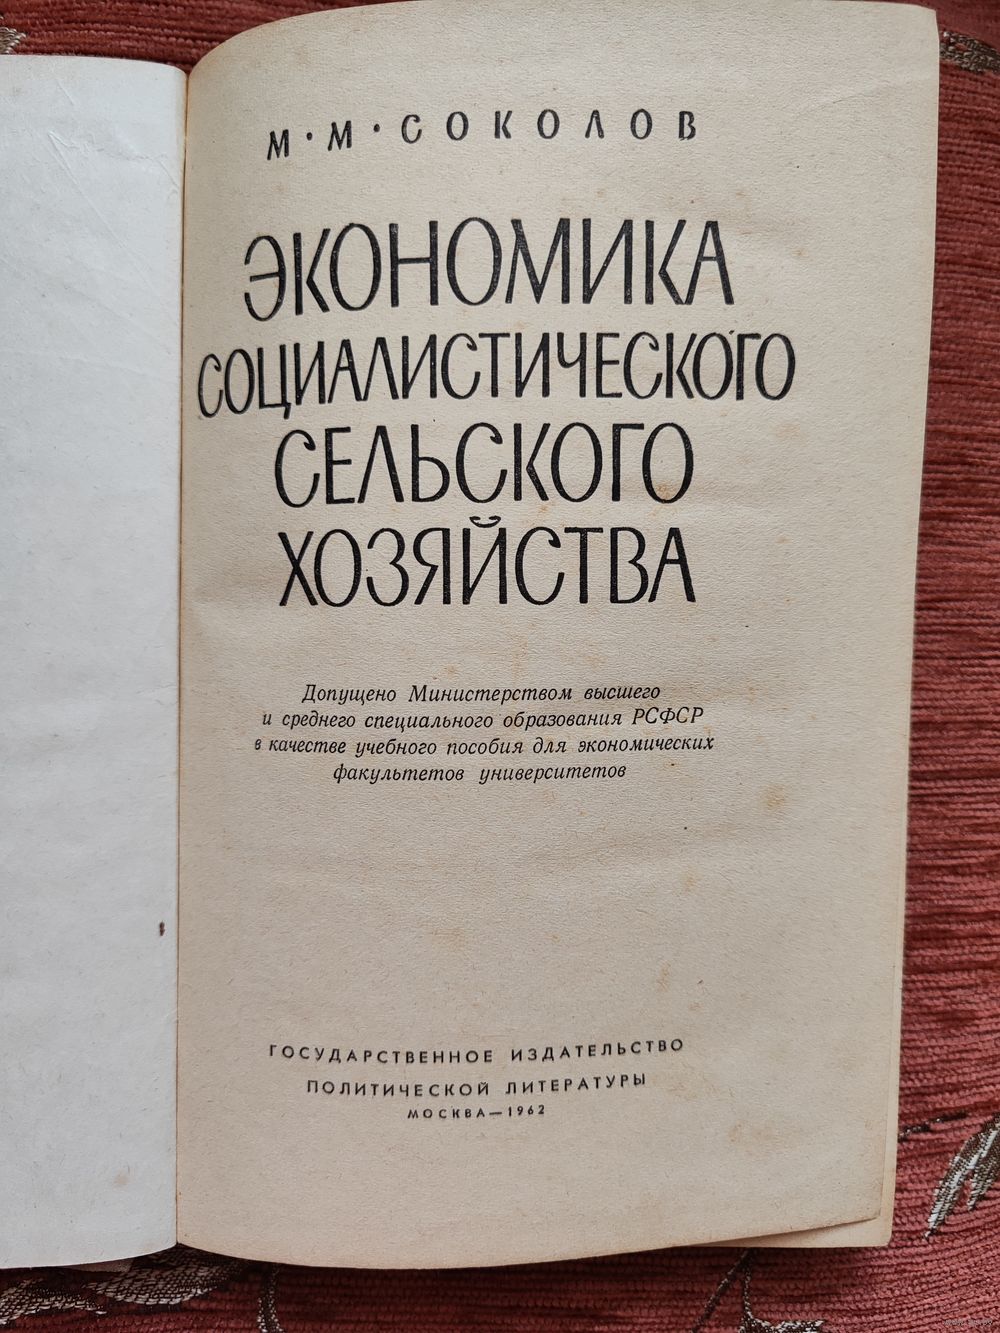 М · М · СОКОЛОВ
ЭКОНОМИКА
СОЦИАЛИСТИЧЕСКОГО
СЕЛЬСКОГО
ХОЗЯЙСТВА
Допущено Министерством высшего
и среднего специального образования РСФСР
в качестве учебного пособия для экономических
факультетов университетов
ГОСУДАРСТВЕННОЕ ИЗДАТЕЛЬСТВО
ПОЛИТИЧЕСКОЙ ЛИТЕРАТУРЫ
МОСКВА—1962